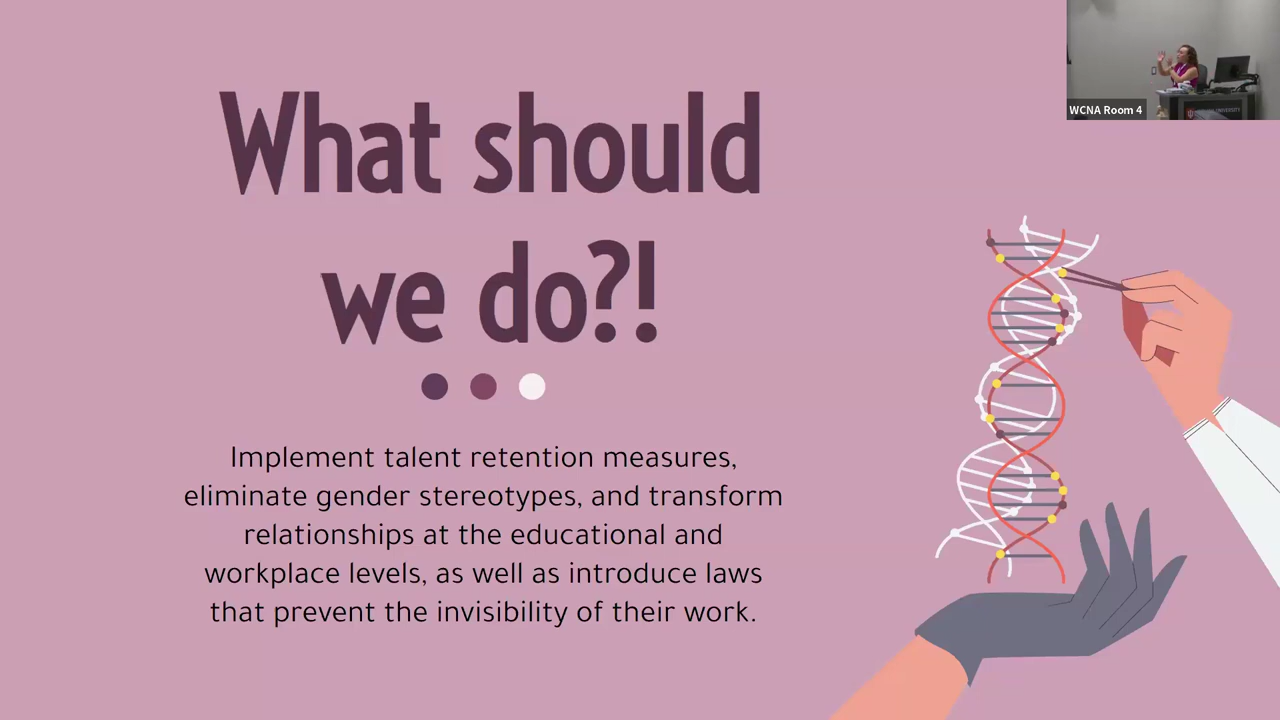 What should
we do?!
Implement talent retention measures,
eliminate gender stereotypes, and transform
relationships at the educational and
workplace levels, as well as introduce laws
that prevent the invisibility of their work.
WCNA Room 4
UNIVERSITY